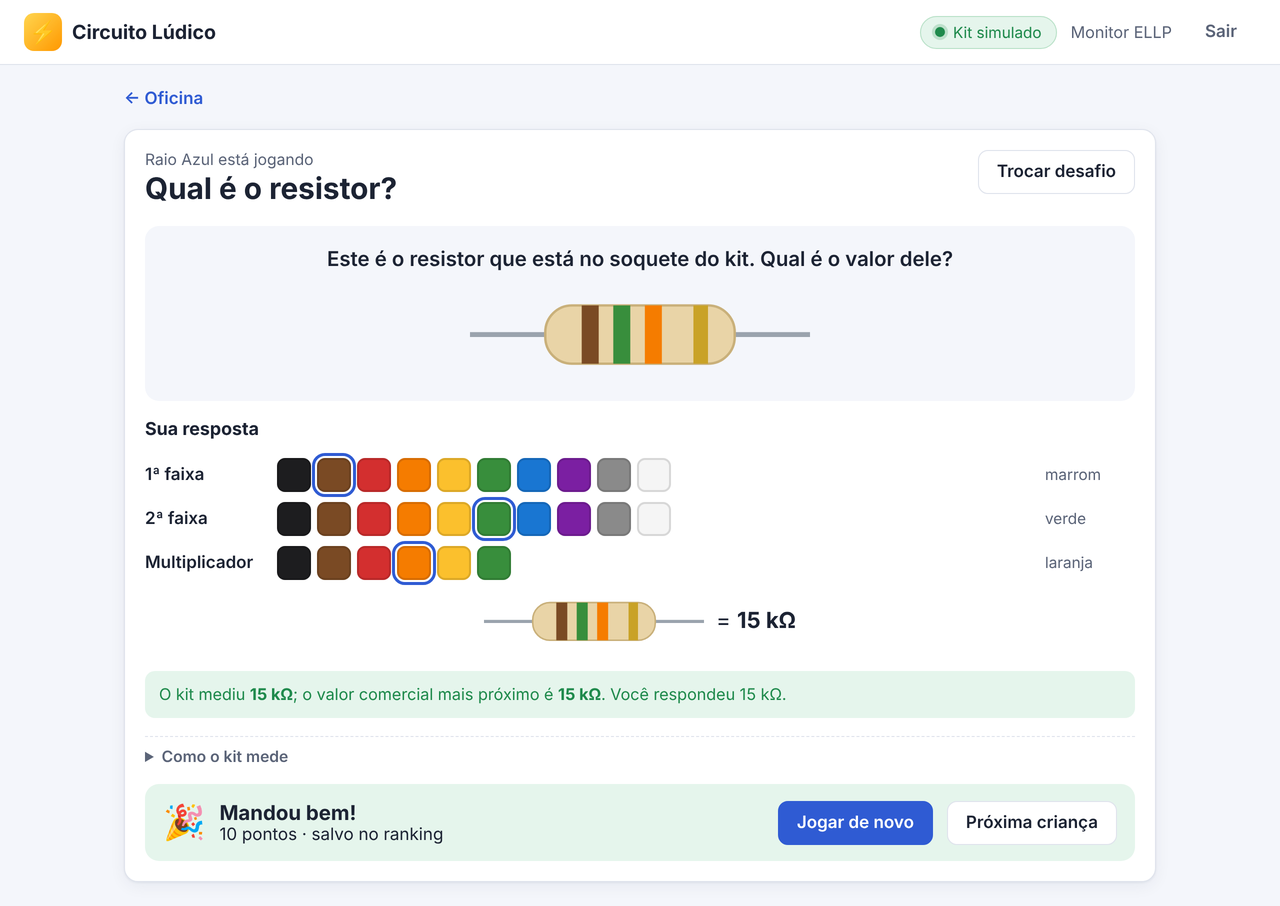 Circuito Lúdico
Kit simulado
Monitor ELLP
Sair
← Oficina
Raio Azul está jogando
Qual é o resistor?
Trocar desafio
Este é o resistor que está no soquete do kit. Qual é o valor dele?
Sua resposta
1ª faixa
marrom
2ª faixa
verde
Multiplicador
laranja
= 15 kΩ
O kit mediu 15 kΩ; o valor comercial mais próximo é 15 kΩ. Você respondeu 15 kΩ.
Como o kit mede
Mandou bem!
10 pontos · salvo no ranking
Jogar de novo
Próxima criança